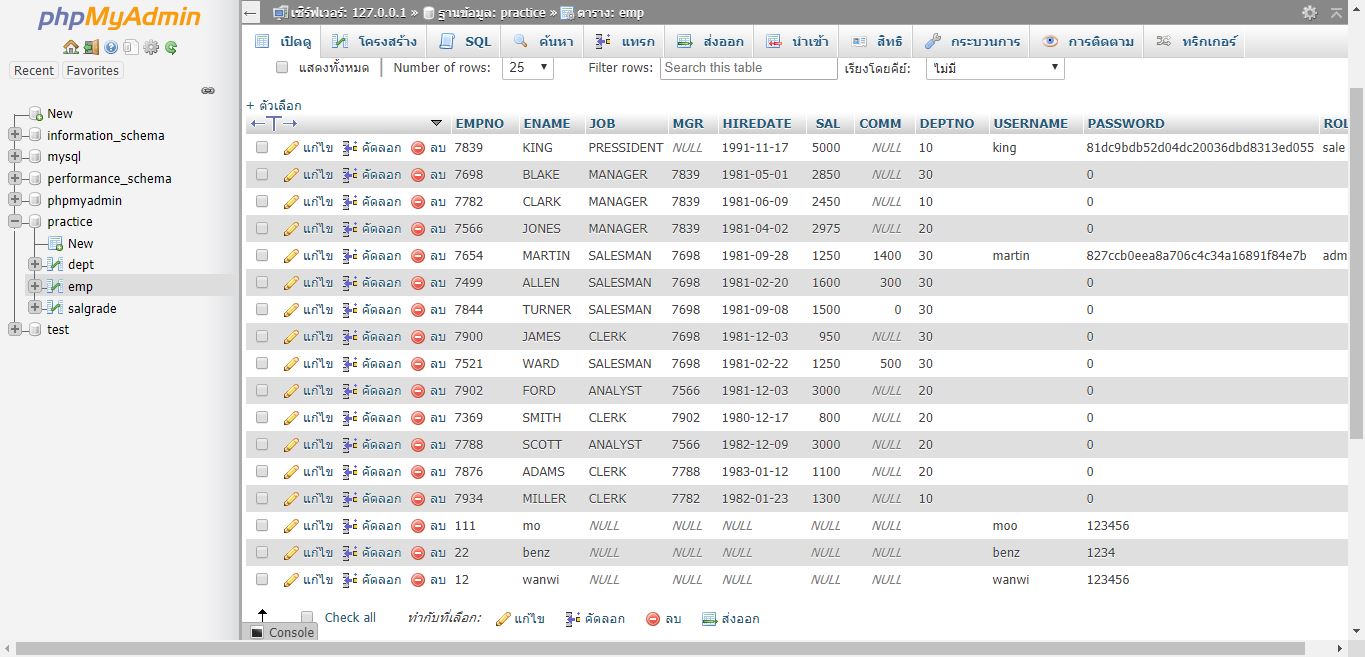 phpMyAdmin
เซิร์ฟเวอร์: 127.0.0.1 » ฐานข้อมูล: practice » ตาราง: emp
เปิดดู โครงสร้าง SQL ค้นหา แทรก ส่งออก นำเข้า สิทธิ กระบวนการ การติดตาม ทริกเกอร์
Recent Favorites
แสดงทั้งหมด Number of rows: 25 Filter rows: Search this table เรียงโดยคีย์: ไม่มี
New
information_schema
mysql
performance_schema
phpmyadmin
practice
New
dept
emp
salgrade
test
+ ตัวเลือก
←T→ EMPNO ENAME JOB MGR HIREDATE SAL COMM DEPTNO USERNAME PASSWORD ROL
แก้ไข คัดลอก ลบ 7839 KING PRESSIDENT NULL 1991-11-17 5000 NULL 10 king 81dc9bdb52d04dc20036dbd8313ed055 sale
แก้ไข คัดลอก ลบ 7698 BLAKE MANAGER 7839 1981-05-01 2850 NULL 30 0
แก้ไข คัดลอก ลบ 7782 CLARK MANAGER 7839 1981-06-09 2450 NULL 10 0
แก้ไข คัดลอก ลบ 7566 JONES MANAGER 7839 1981-04-02 2975 NULL 20 0
แก้ไข คัดลอก ลบ 7654 MARTIN SALESMAN 7698 1981-09-28 1250 1400 30 martin 827ccb0eea8a706c4c34a16891f84e7b adm
แก้ไข คัดลอก ลบ 7499 ALLEN SALESMAN 7698 1981-02-20 1600 300 30 0
แก้ไข คัดลอก ลบ 7844 TURNER SALESMAN 7698 1981-09-08 1500 0 30 0
แก้ไข คัดลอก ลบ 7900 JAMES CLERK 7698 1981-12-03 950 NULL 30 0
แก้ไข คัดลอก ลบ 7521 WARD SALESMAN 7698 1981-02-22 1250 500 30 0
แก้ไข คัดลอก ลบ 7902 FORD ANALYST 7566 1981-12-03 3000 NULL 20 0
แก้ไข คัดลอก ลบ 7369 SMITH CLERK 7902 1980-12-17 800 NULL 20 0
แก้ไข คัดลอก ลบ 7788 SCOTT ANALYST 7566 1982-12-09 3000 NULL 20 0
แก้ไข คัดลอก ลบ 7876 ADAMS CLERK 7788 1983-01-12 1100 NULL 20 0
แก้ไข คัดลอก ลบ 7934 MILLER CLERK 7782 1982-01-23 1300 NULL 10 0
แก้ไข คัดลอก ลบ 111 mo NULL NULL NULL NULL NULL moo 123456
แก้ไข คัดลอก ลบ 22 benz NULL NULL NULL NULL NULL benz 1234
แก้ไข คัดลอก ลบ 12 wanwi NULL NULL NULL NULL NULL wanwi 123456
Check all ทำกับที่เลือก: แก้ไข คัดลอก ลบ ส่งออก
Console